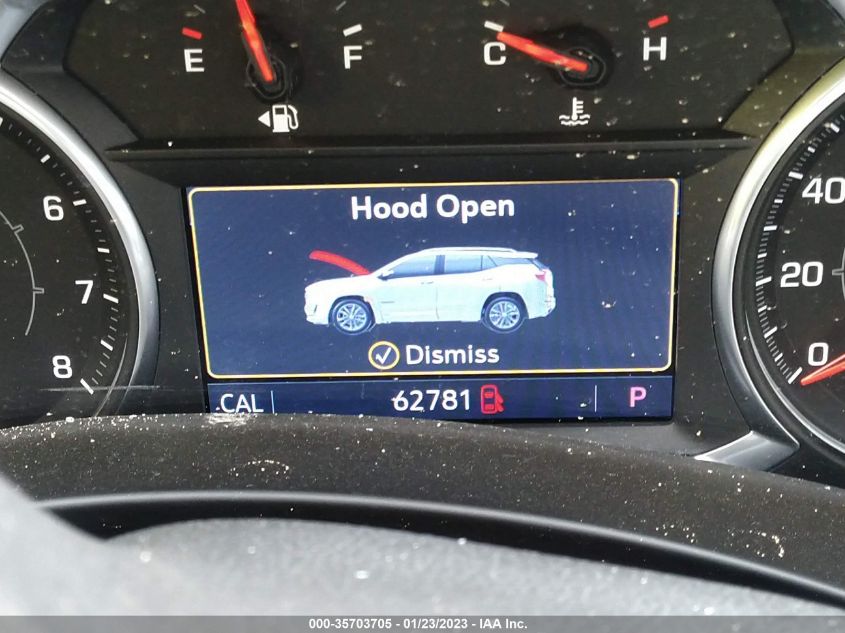 E F C H
6
7
8
40
20
0
Hood Open
Dismiss
CAL 62781 P
000-35703705 - 01/23/2023 - IAA Inc.